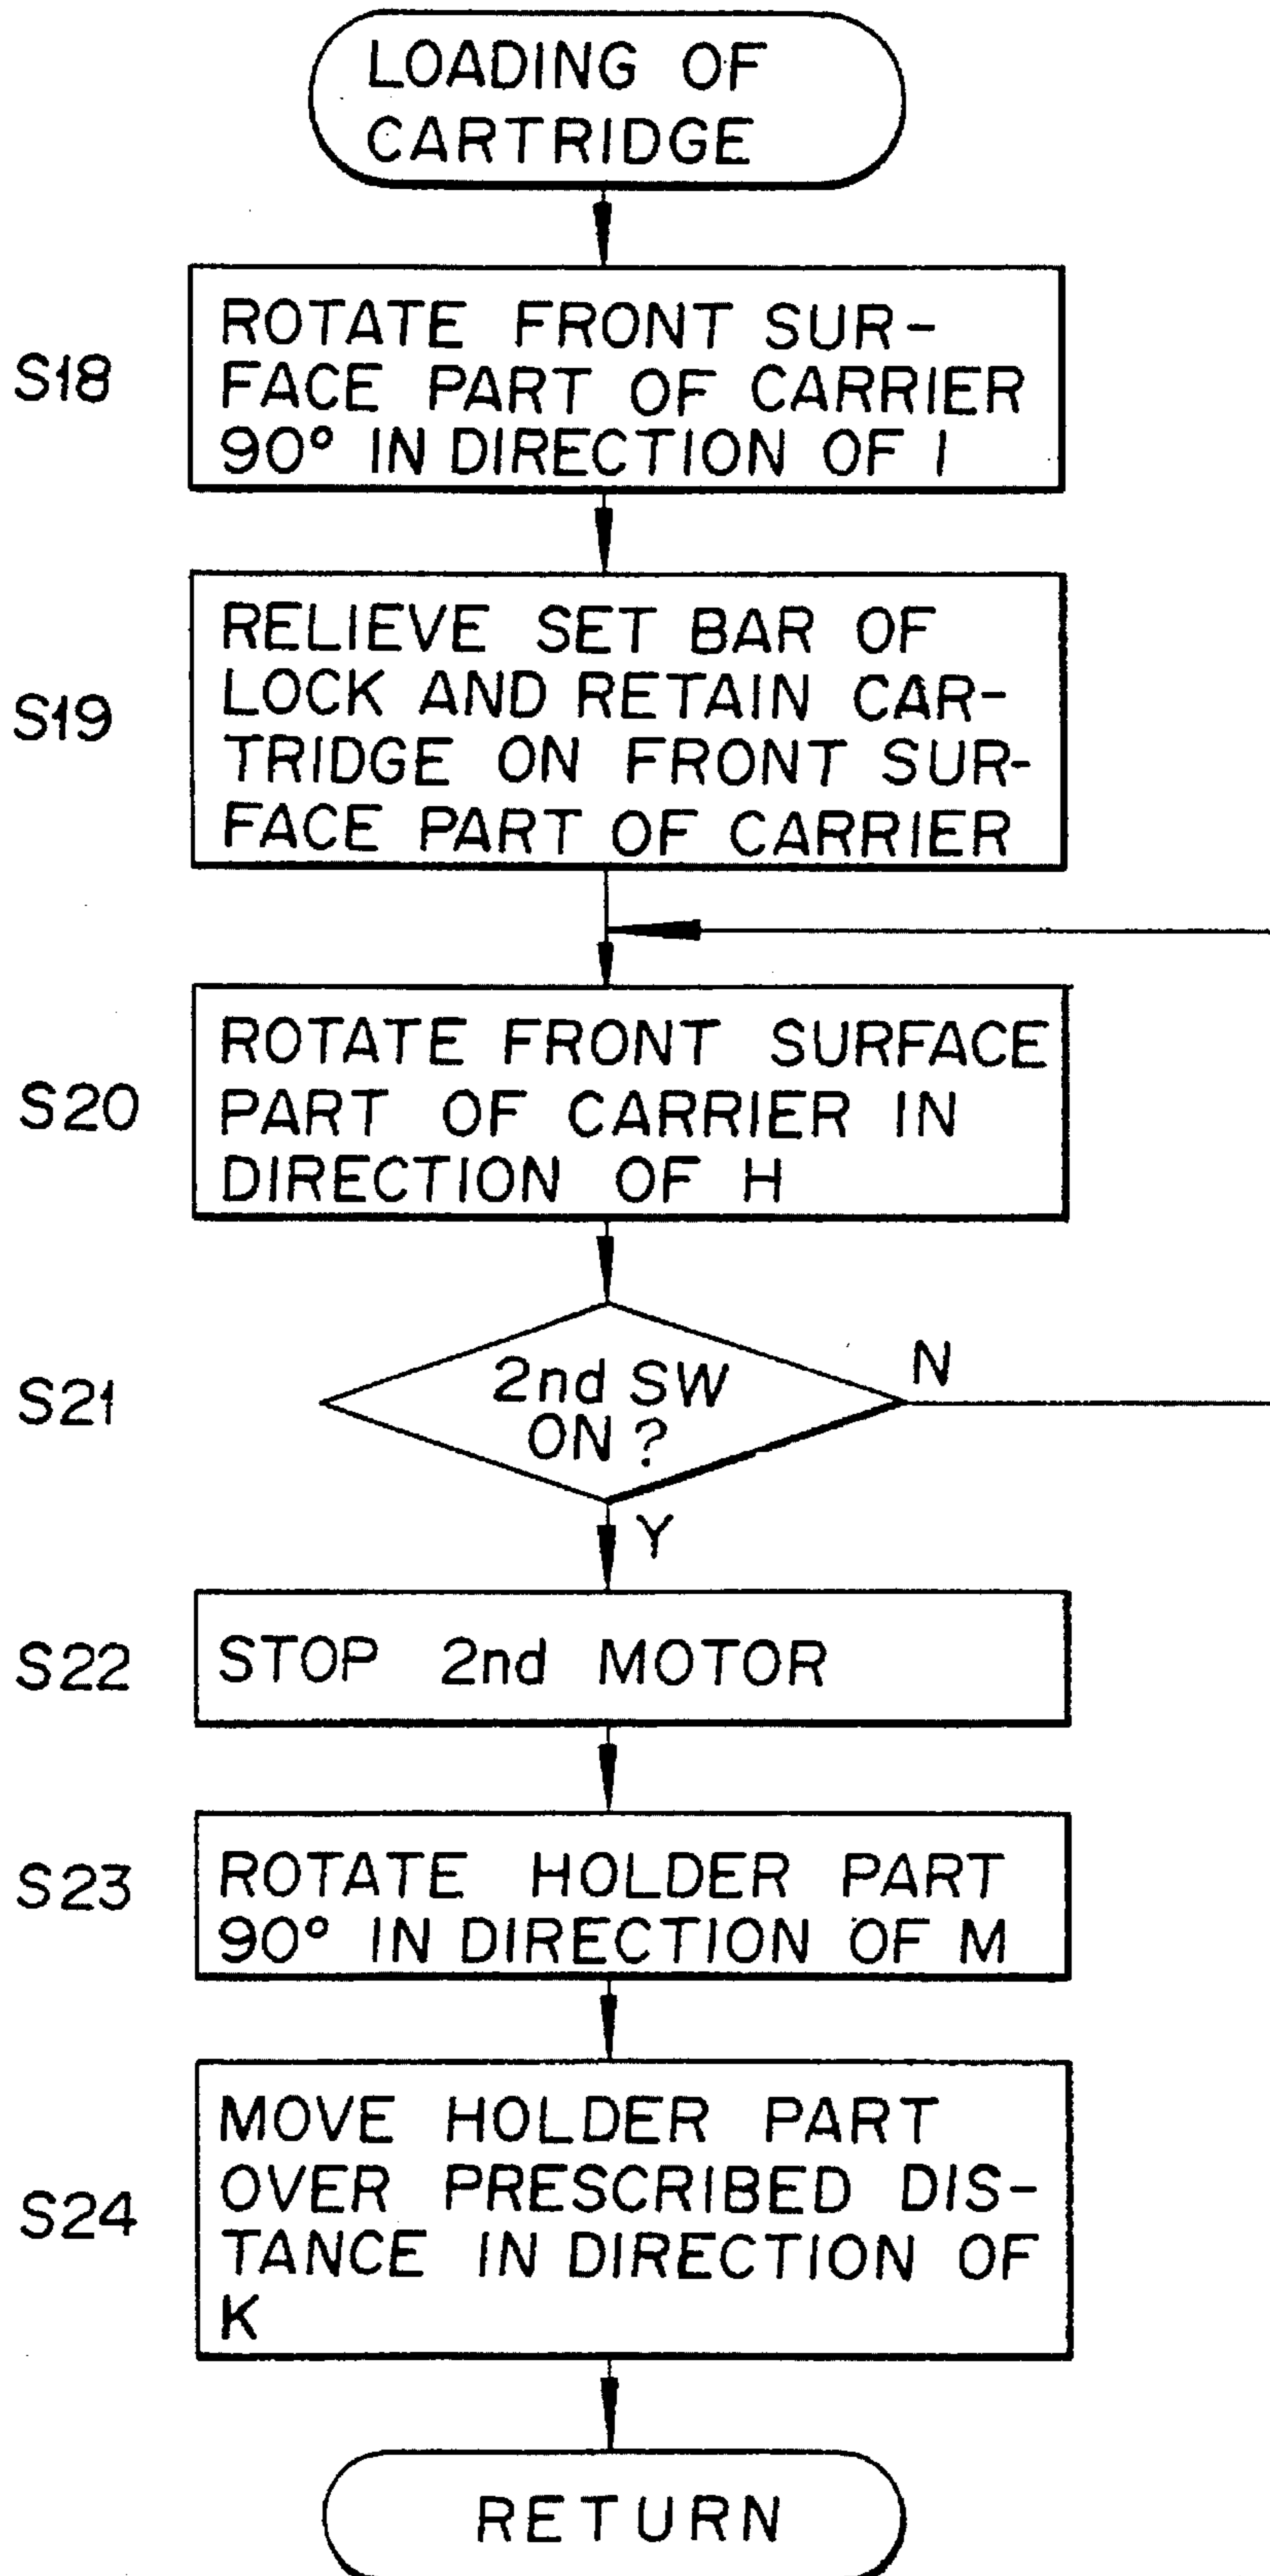 LOADING OF
CARTRIDGE
S18
ROTATE FRONT SUR-
FACE PART OF CARRIER
90° IN DIRECTION OF I
S19
RELIEVE SET BAR OF
LOCK AND RETAIN CAR-
TRIDGE ON FRONT SUR-
FACE PART OF CARRIER
S20
ROTATE FRONT SURFACE
PART OF CARRIER IN
DIRECTION OF H
S21
2nd SW
ON?
N
Y
S22
STOP 2nd MOTOR
S23
ROTATE HOLDER PART
90° IN DIRECTION OF M
S24
MOVE HOLDER PART
OVER PRESCRIBED DIS-
TANCE IN DIRECTION OF
K
RETURN